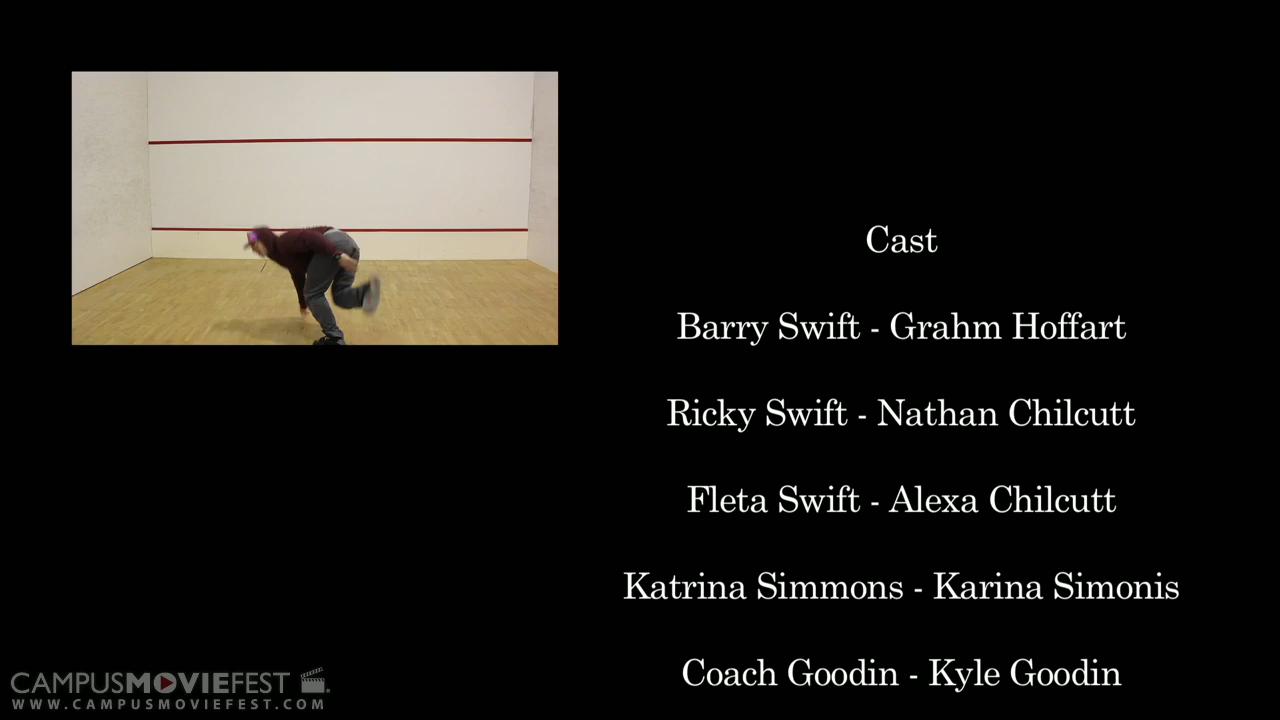 Cast
Barry Swift - Grahm Hoffart
Ricky Swift - Nathan Chilcutt
Fleta Swift - Alexa Chilcutt
Katrina Simmons - Karina Simonis
Coach Goodin - Kyle Goodin
CAMPUSMOVIEFEST
WWW.CAMPUSMOVIEFEST.COM